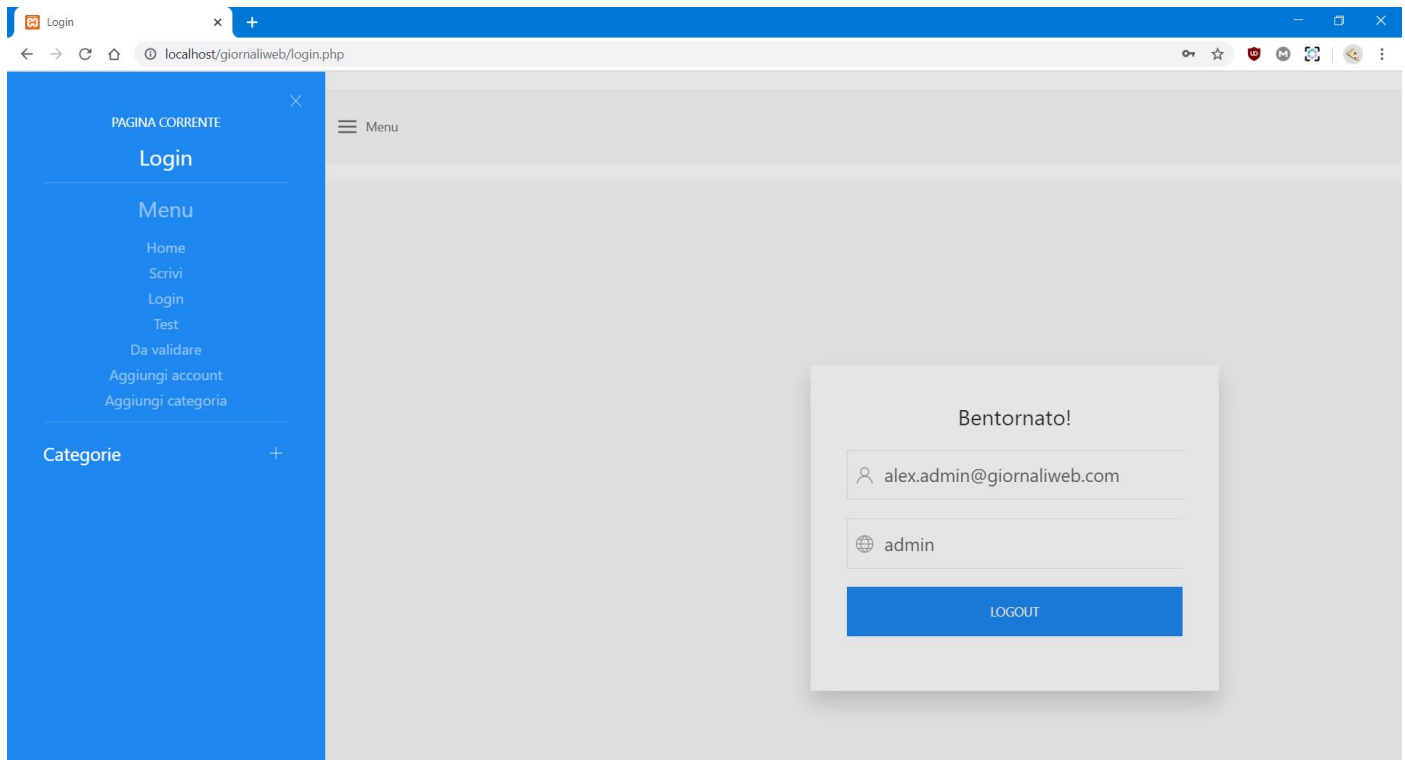 Login
localhost/giornaliweb/login.php
PAGINA CORRENTE
Login
Menu
Home
Scrivi
Login
Test
Da validare
Aggiungi account
Aggiungi categoria
Categorie
Menu
Bentornato!
alex.admin@giornaliweb.com
admin
LOGOUT